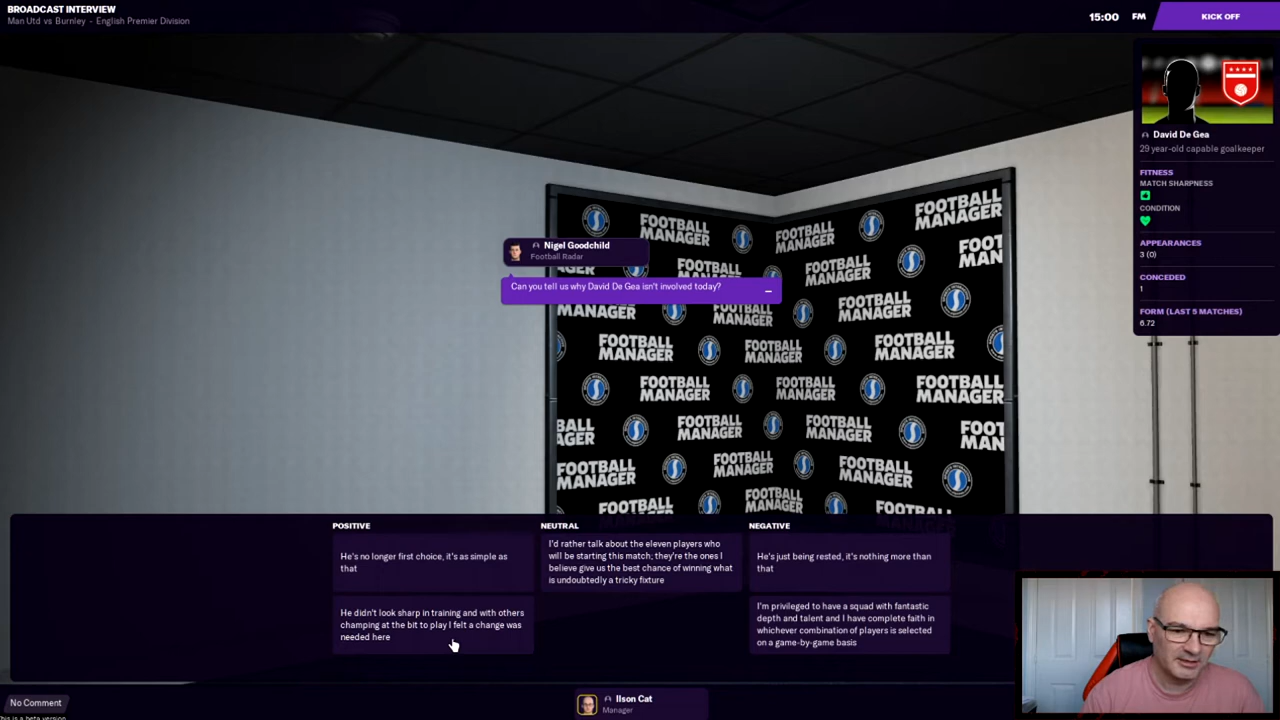 BROADCAST INTERVIEW
Man Utd vs Burnley - English Premier Division
15:00 FM
KICK OFF
David De Gea
29 year-old capable goalkeeper
FITNESS
MATCH SHARPNESS
CONDITION
APPEARANCES
3 (0)
CONCEDED
1
FORM (LAST 5 MATCHES)
6.72
Nigel Goodchild
Football Radar
Can you tell us why David De Gea isn't involved today?
FOOTBALL MANAGER
POSITIVE
He's no longer first choice, it's as simple as
that
He didn't look sharp in training and with others
champing at the bit to play I felt a change was
needed here
NEUTRAL
I'd rather talk about the eleven players who
will be starting this match; they're the ones I
believe give us the best chance of winning what
is undoubtedly a tricky fixture
NEGATIVE
He's just being rested, it's nothing more than
that
I'm privileged to have a squad with fantastic
depth and talent and I have complete faith in
whichever combination of players is selected
on a game-by-game basis
No Comment
This is a beta version
Ilson Cat
Manager